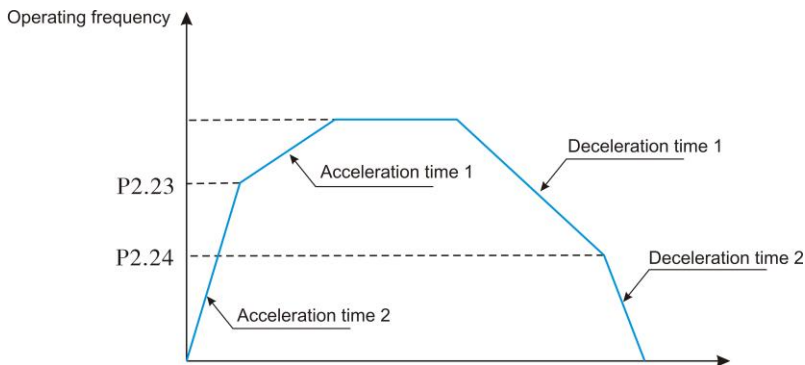 Operating frequency
Deceleration time 1
Acceleration time 1
P2.23
P2.24
Deceleration time 2
Acceleration time 2